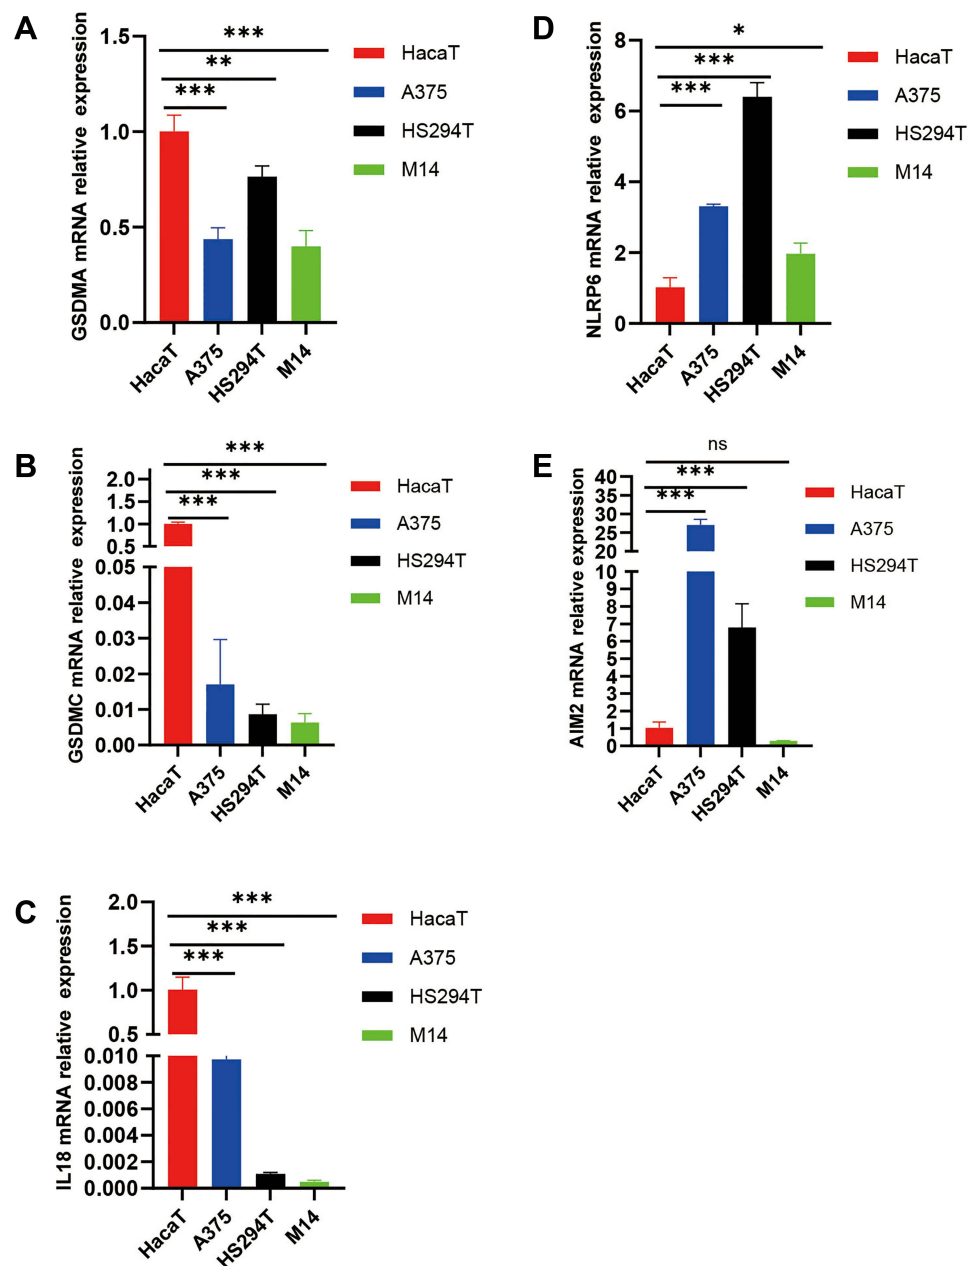 A
GSDMA mRNA relative expression
1.5
1.0
0.5
0.0
***
**
***
HacaT
A375
HS294T
M14
HacaT
A375
HS294T
M14
D
NLRP6 mRNA relative expression
8
6
4
2
0
*
***
***
HacaT
A375
HS294T
M14
HacaT
A375
HS294T
M14
B
GSDMC mRNA relative expression
2.0
1.5
1.0
0.5
0.05
0.04
0.03
0.02
0.01
0.00
***
***
***
HacaT
A375
HS294T
M14
HacaT
A375
HS294T
M14
E
AIM2 mRNA relative expression
40
35
30
25
20
10
9
8
7
6
5
4
3
2
1
0
ns
***
***
HacaT
A375
HS294T
M14
HacaT
A375
HS294T
M14
C
IL18 mRNA relative expression
2.0
1.5
1.0
0.5
0.010
0.008
0.006
0.004
0.002
0.000
***
***
***
HacaT
A375
HS294T
M14
HacaT
A375
HS294T
M14